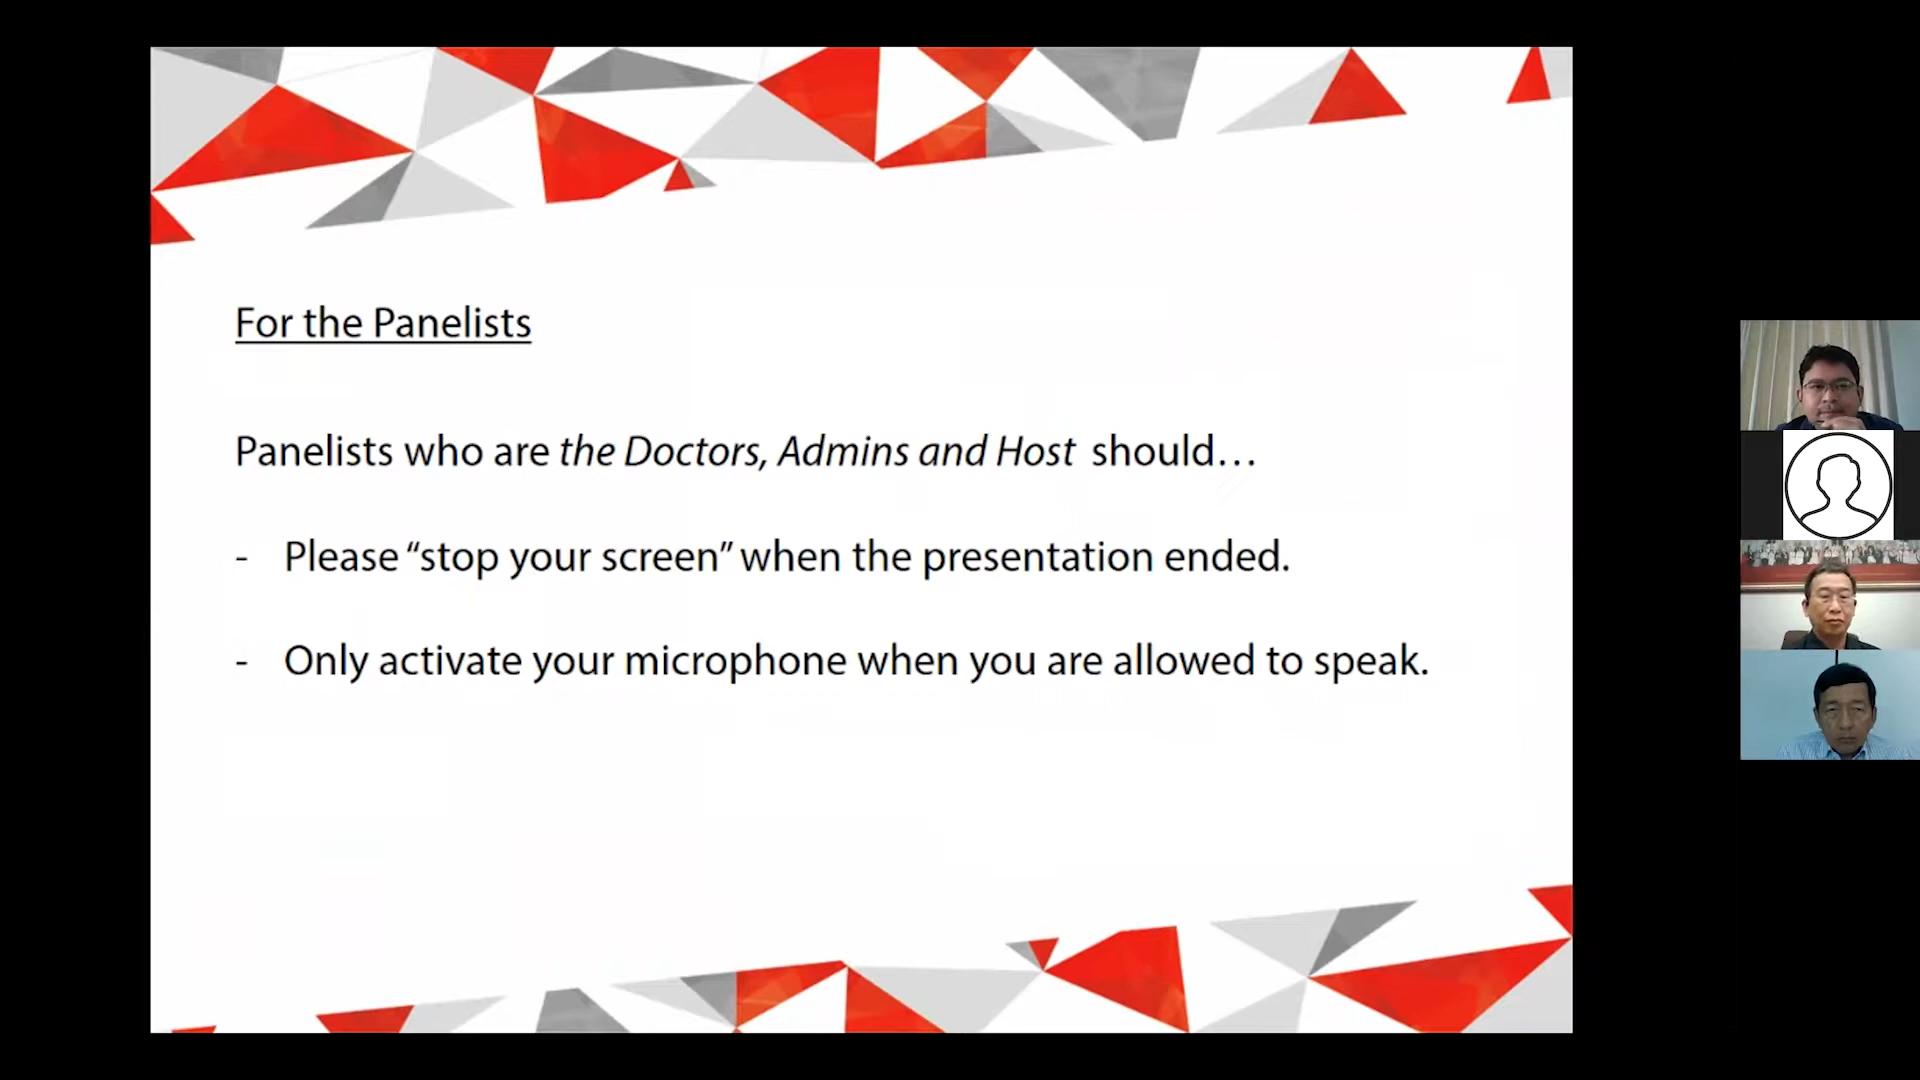 For the Panelists
Panelists who are the Doctors, Admins and Host should…
- Please “stop your screen” when the presentation ended.
- Only activate your microphone when you are allowed to speak.